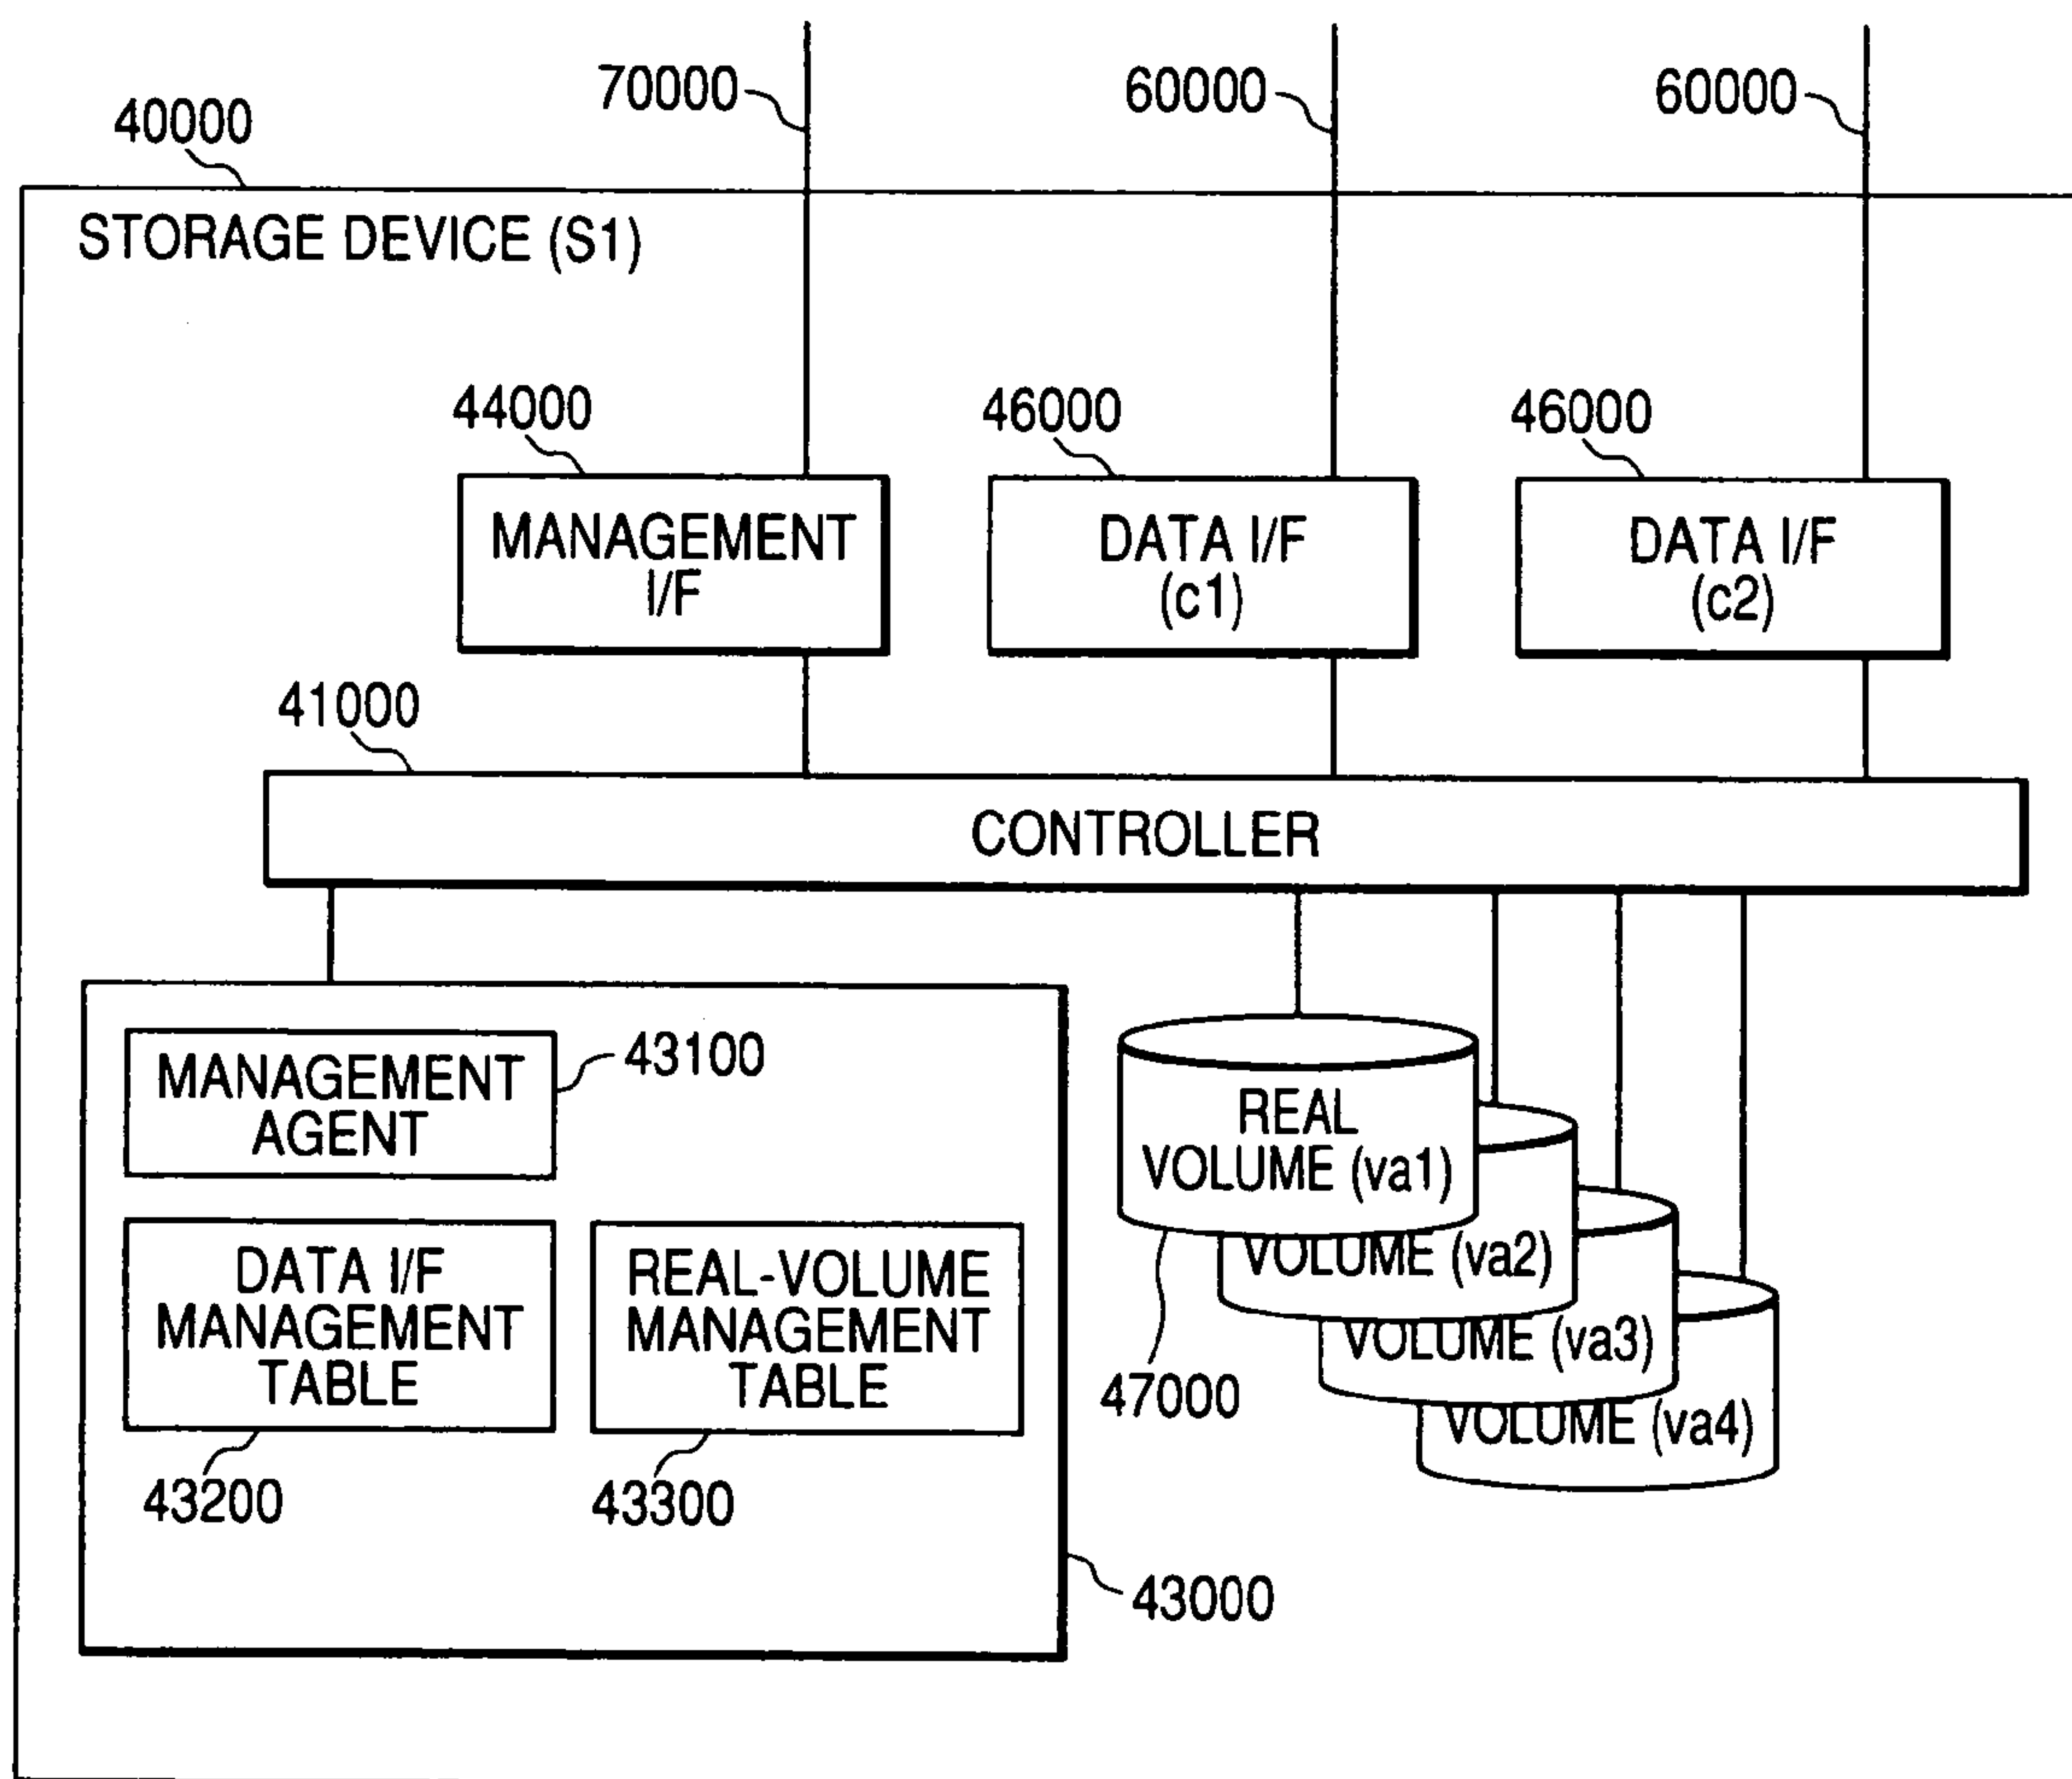 70000
60000
60000
40000
STORAGE DEVICE (S1)
44000
46000
46000
MANAGEMENT
I/F
DATA I/F
(c1)
DATA I/F
(c2)
41000
CONTROLLER
MANAGEMENT
AGENT
43100
REAL
VOLUME (va1)
DATA I/F
MANAGEMENT
TABLE
REAL-VOLUME
MANAGEMENT
TABLE
VOLUME (va2)
VOLUME (va3)
VOLUME (va4)
47000
43200
43300
43000